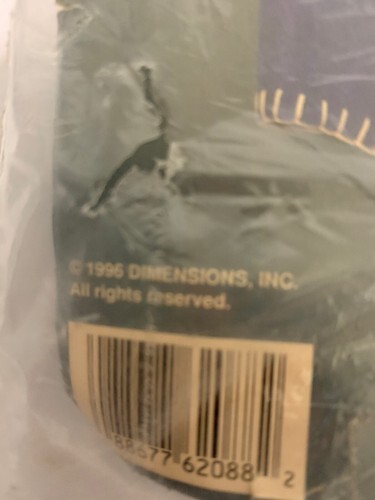 © 1996 DIMENSIONS, INC.
All rights reserved.
88677 62088 2